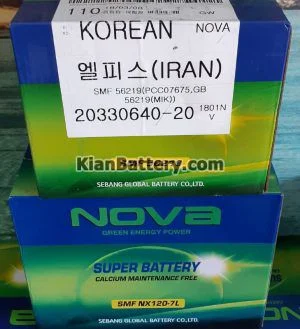 110
GW
KOREAN NOVA
엘피스(IRAN)
SMF 56219(PCC07675,GB
56219(MIK))
20330640-20 1801N
V
KianBattery.com
SEBANG GLOBAL BATTERY CO.,LTD.
NOVA
GREEN ENERGY POWER
SUPER BATTERY
CALCIUM MAINTENANCE FREE
SMF NX120-7L
SEBANG GLOBAL BATTERY CO.,LTD.